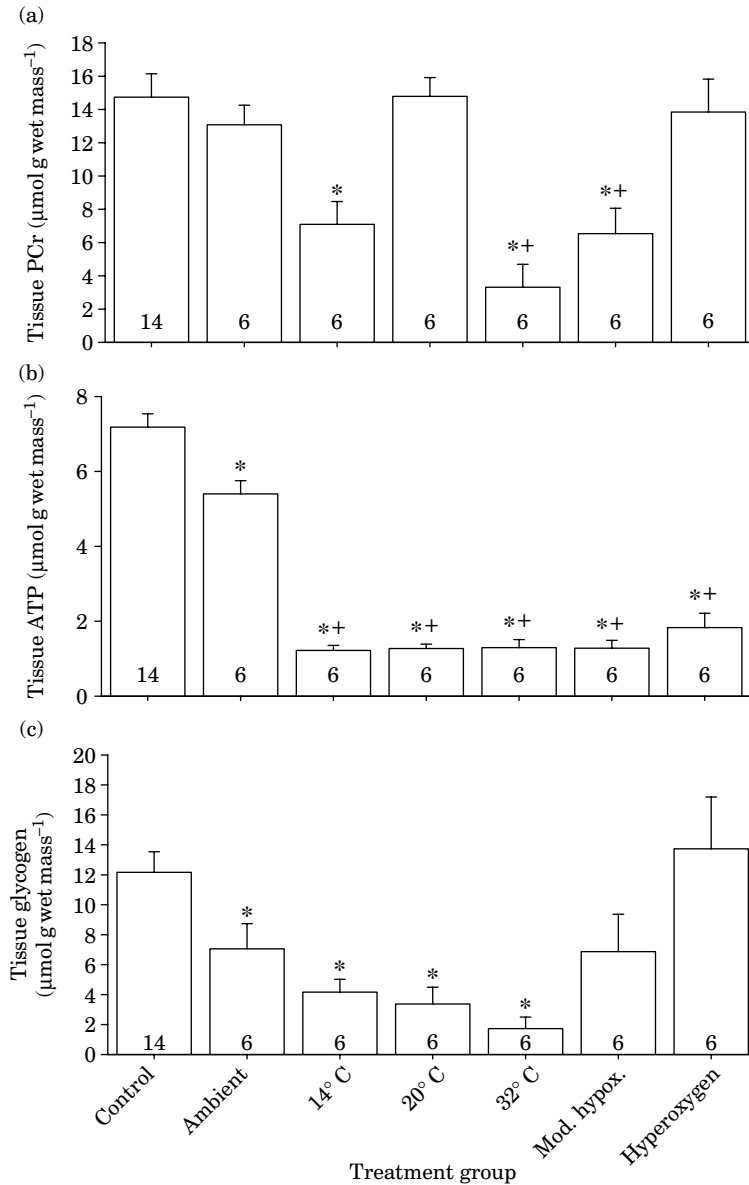 (a)
Tissue PCr (μmol g wet mass⁻¹)
18
16
14
12
10
8
6
4
2
0
*
*+
*+
14 6 6 6 6 6 6
(b)
Tissue ATP (μmol g wet mass⁻¹)
8
6
4
2
0
*
*+ *+ *+ *+ *+
14 6 6 6 6 6 6
(c)
Tissue glycogen
(μmol g wet mass⁻¹)
20
18
16
14
12
10
8
6
4
2
0
*
*
*
*
14 6 6 6 6 6 6
Control
Ambient
14° C
20° C
32° C
Mod. hypox.
Hyperoxygen
Treatment group